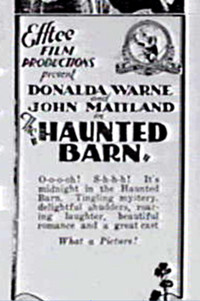 Efftee
FILM
PRODUCTIONS
present
DONALDA WARNE
and
JOHN MAITLAND
in
The
HAUNTED
BARN
O-o-o-h! S-h-h-h! It's
midnight in the Haunted
Barn. Tingling mystery,
delightful shudders, roar-
ing laughter, beautiful
romance and a great cast
What a Picture!